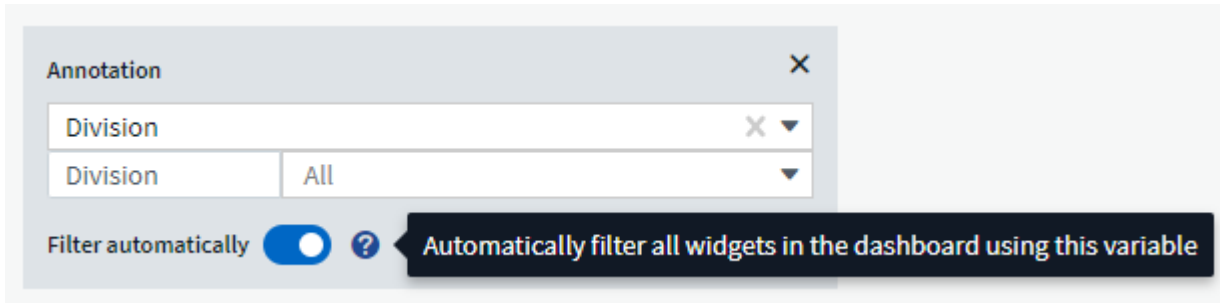 Annotation
Division
Division All
Filter automatically ? Automatically filter all widgets in the dashboard using this variable